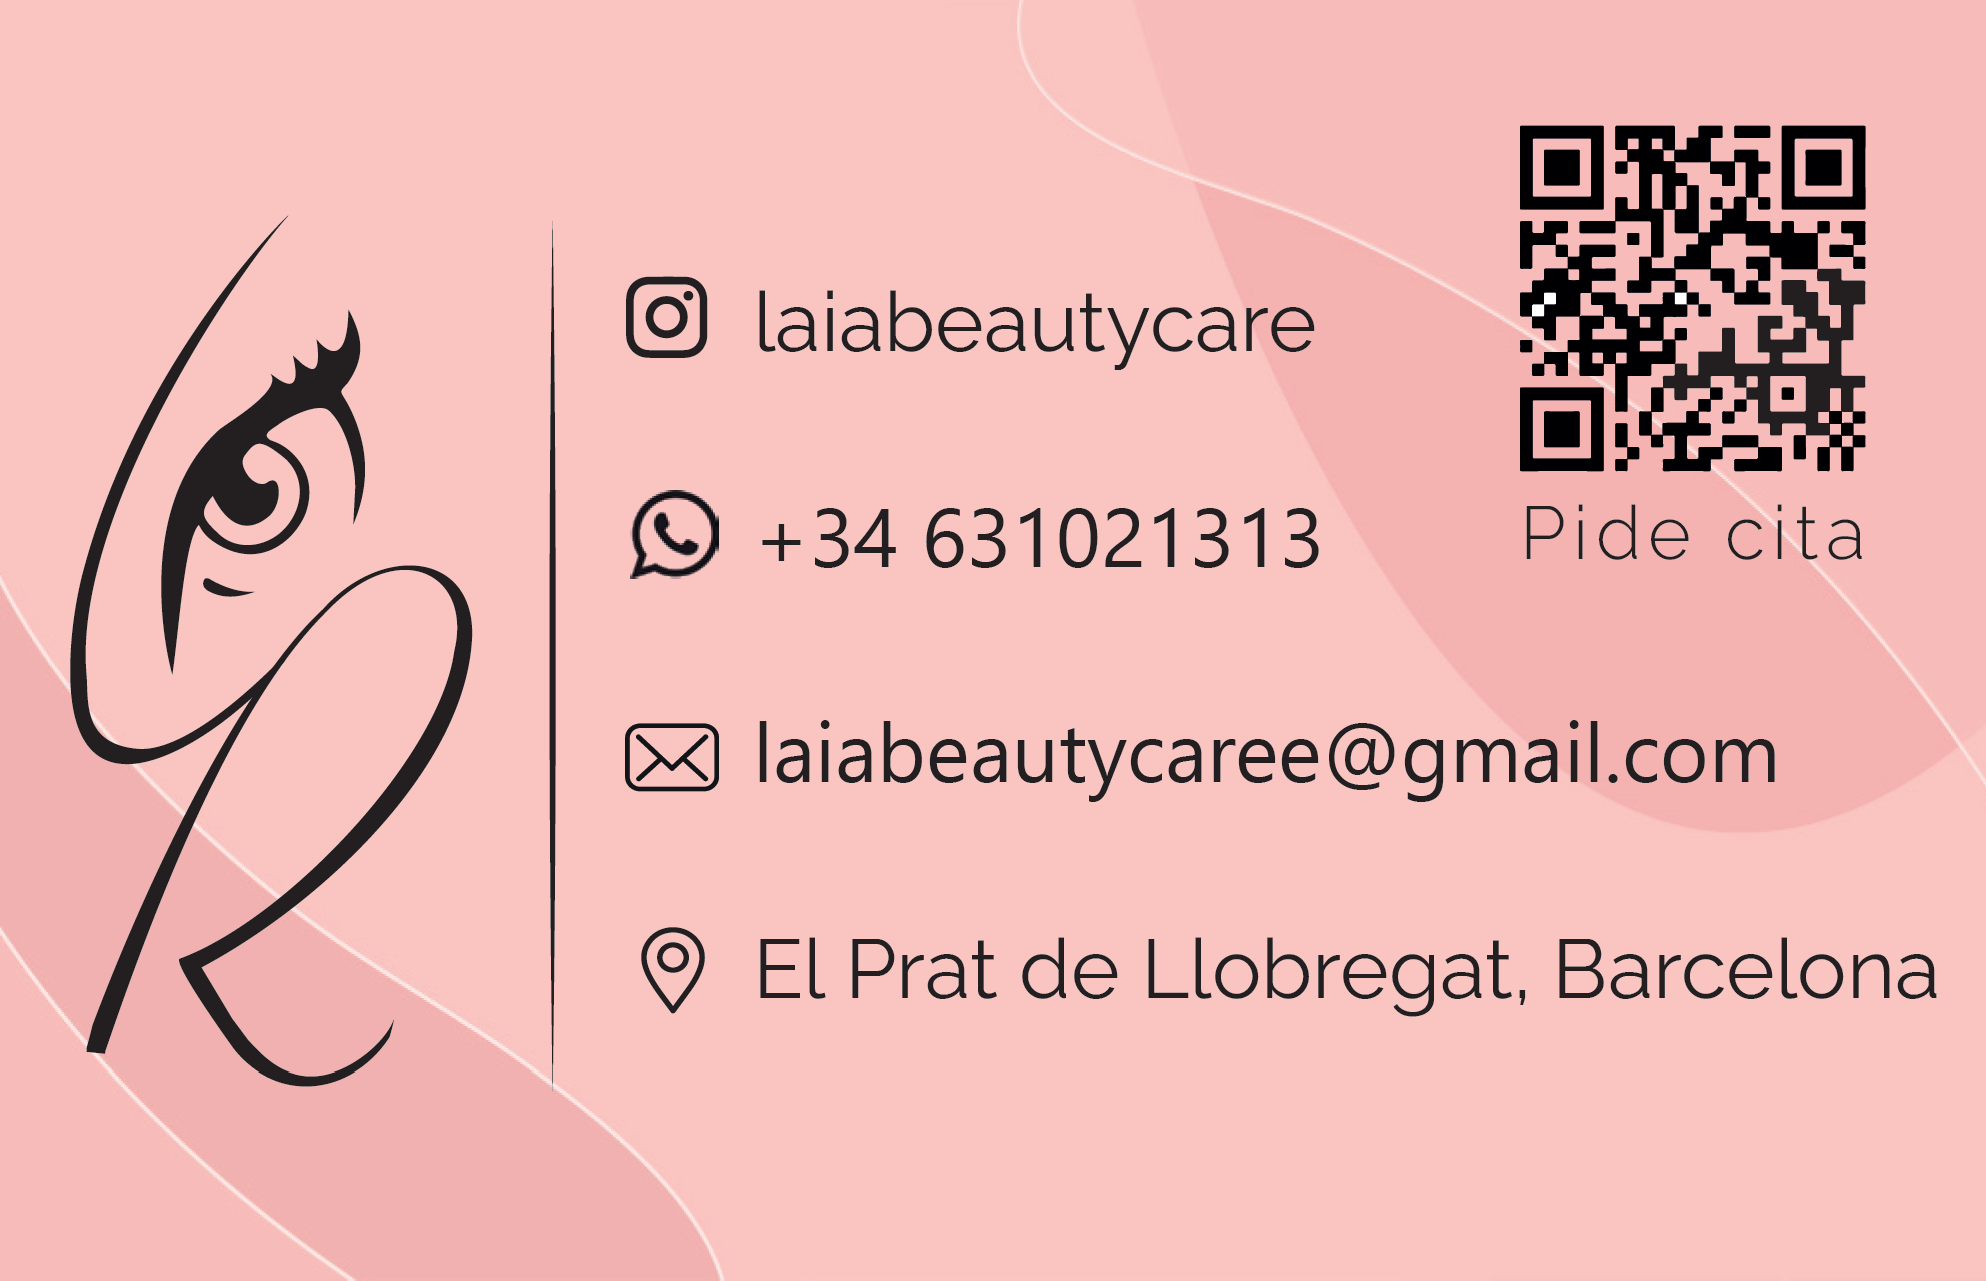 laiabeautycare
+34 631021313
laiabeautycaree@gmail.com
El Prat de Llobregat, Barcelona
Pide cita